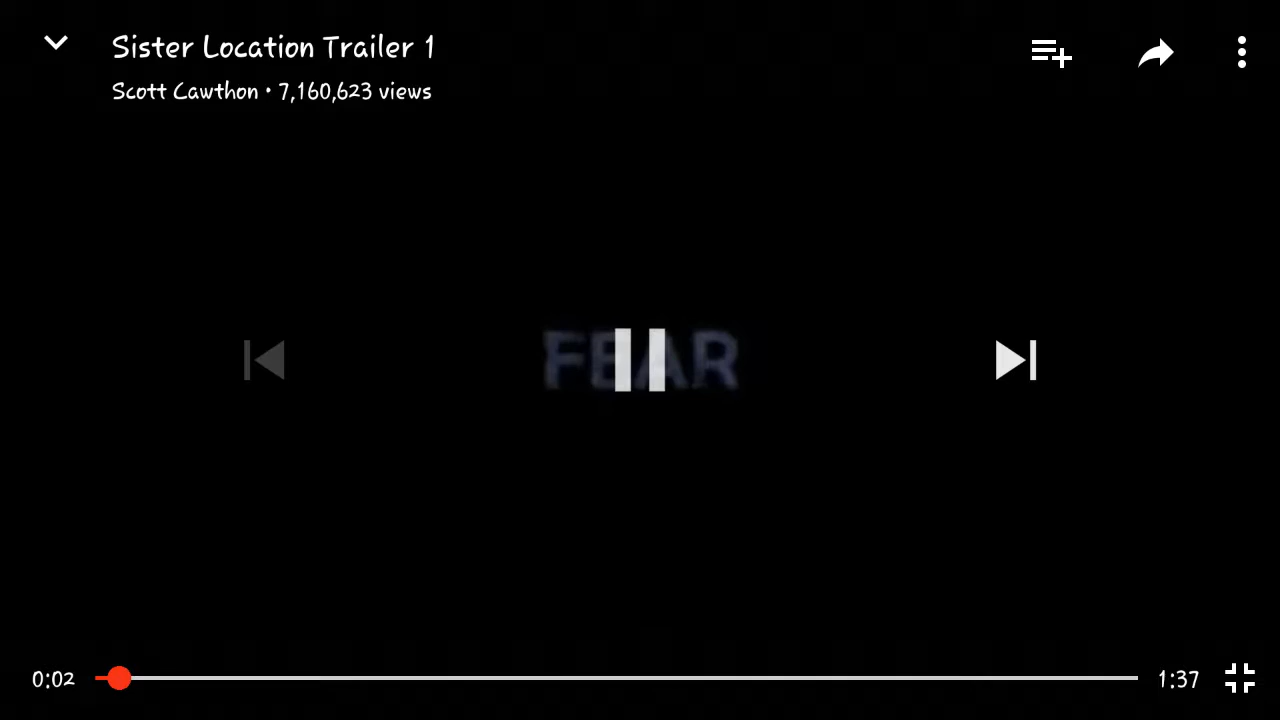 Sister Location Trailer 1
Scott Cawthon • 7,160,623 views
FEAR
0:02
1:37